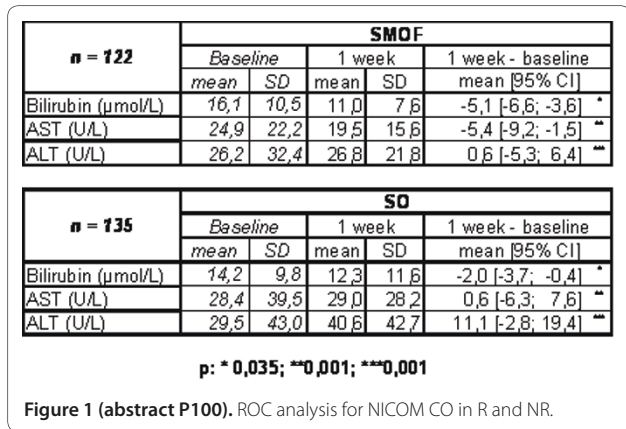 SMOF
n = 122 Baseline 1 week 1 week - baseline
mean SD mean SD mean [95% CI]
Bilirubin (µmol/L) 16,1 10,5 11,0 7,6 -5,1 [-6,6; -3,6] *
AST (U/L) 24,9 22,2 19,5 15,6 -5,4 [-9,2; -1,5] **
ALT (U/L) 26,2 32,4 26,8 21,8 0,6 [-5,3; 6,4] ***
SO
n = 135 Baseline 1 week 1 week - baseline
mean SD mean SD mean [95% CI]
Bilirubin (µmol/L) 14,2 9,8 12,3 11,6 -2,0 [-3,7; -0,4] *
AST (U/L) 28,4 39,5 29,0 28,2 0,6 [-6,3; 7,6] **
ALT (U/L) 29,5 43,0 40,6 42,7 11,1 [-2,8; 19,4] ***
p: * 0,035; **0,001; ***0,001
Figure 1 (abstract P100). ROC analysis for NICOM CO in R and NR.